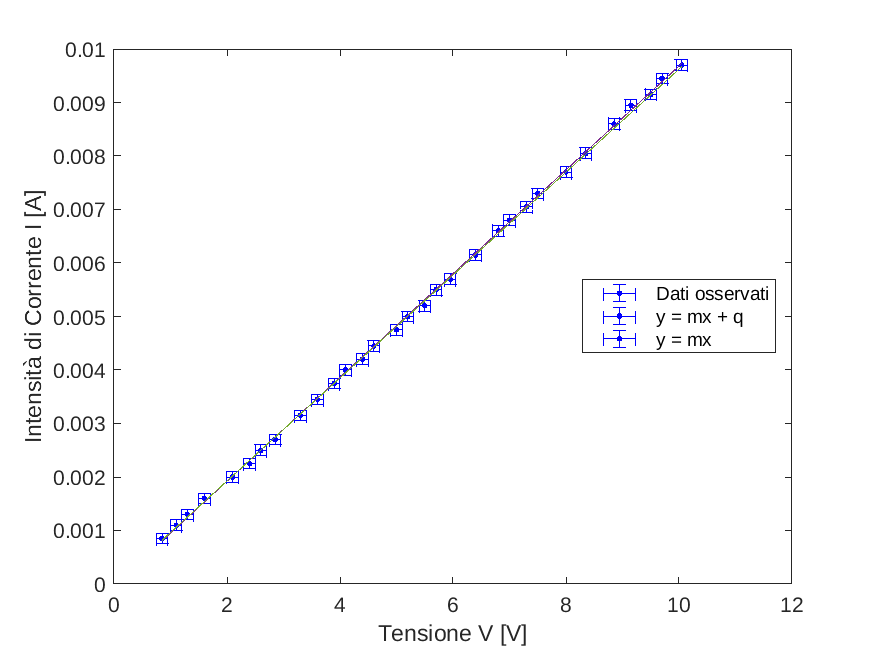 0.01
0.009
0.008
0.007
0.006
0.005
0.004
0.003
0.002
0.001
0
Intensità di Corrente I [A]
Dati osservati
y = mx + q
y = mx
0 2 4 6 8 10 12
Tensione V [V]